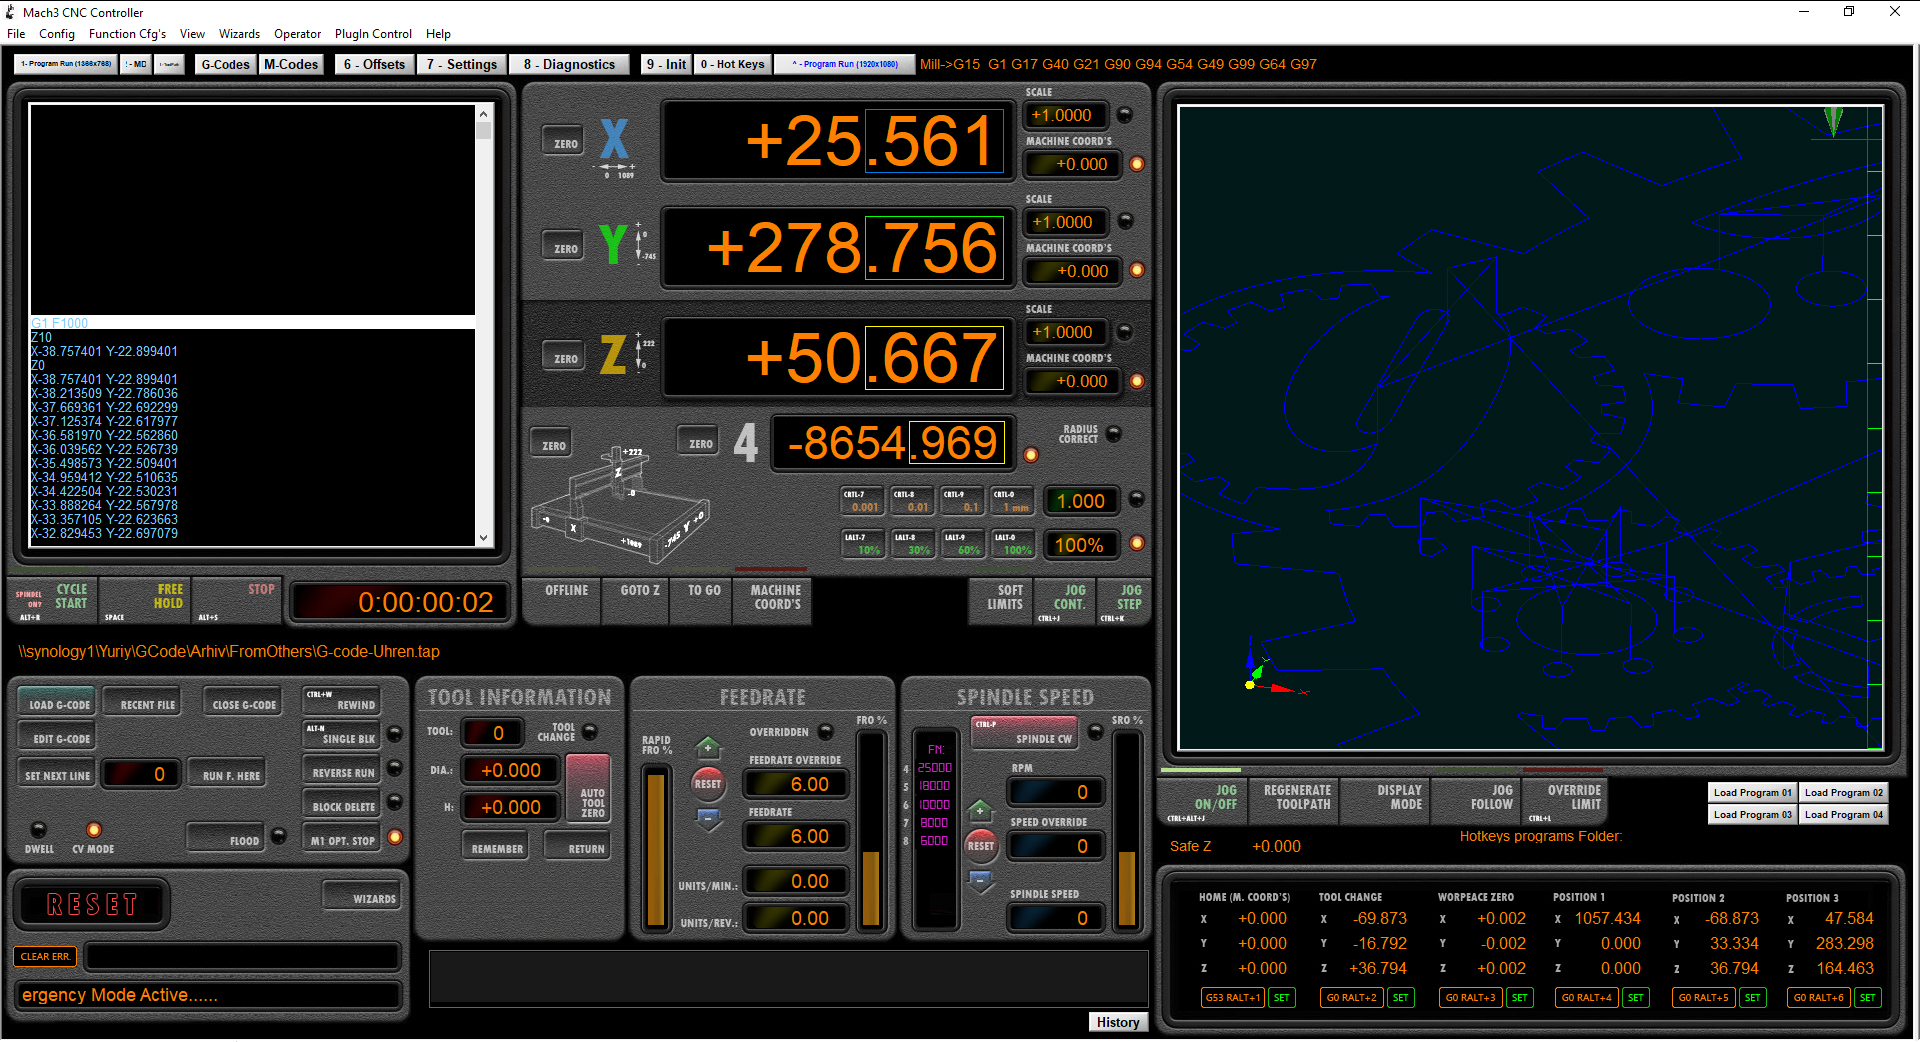 Mach3 CNC Controller
File Config Function Cfg's View Wizards Operator PlugIn Control Help
1- Program Run (1366x768) G-Codes M-Codes 6 - Offsets 7 - Settings 8 - Diagnostics 9 - Init 0 - Hot Keys ^ - Program Run (1920x1080) Mill->G15 G1 G17 G40 G21 G90 G94 G54 G49 G99 G64 G97
G1 F1000
Z10
X-38.757401 Y-22.899401
Z0
X-38.757401 Y-22.899401
X-38.213509 Y-22.786036
X-37.669361 Y-22.692299
X-37.125374 Y-22.617977
X-36.581970 Y-22.562860
X-36.039562 Y-22.526739
X-35.498573 Y-22.509401
X-34.959412 Y-22.510635
X-34.422504 Y-22.530231
X-33.888264 Y-22.567978
X-33.357105 Y-22.623663
X-32.829453 Y-22.697079
SPINDEL ON? CYCLE START ALT+R
FREE HOLD SPACE
STOP ALT+S
0:00:00:02
ZERO X - + 0 1089 +25.561
SCALE
+1.0000
MACHINE COORD'S
+0.000
ZERO Y + 0 -745 - +278.756
SCALE
+1.0000
MACHINE COORD'S
+0.000
ZERO Z + 222 0 - +50.667
SCALE
+1.0000
MACHINE COORD'S
+0.000
ZERO ZERO 4 -8654.969
RADIUS CORRECT
+222
Z
-0
-0 X +1089 -745 Y +0
CRTL-7 0.001 CRTL-8 0.01 CRTL-9 0.1 CRTL-0 1 mm 1.000
LALT-7 10% LALT-8 30% LALT-9 60% LALT-0 100% 100%
OFFLINE GOTO Z TO GO MACHINE COORD'S SOFT LIMITS
JOG CONT. CTRL+J
JOG STEP CTRL+K
\\synology1\Yuriy\GCode\Arhiv\FromOthers\G-code-Uhren.tap
LOAD G-CODE RECENT FILE CLOSE G-CODE CTRL+W REWIND
EDIT G-CODE ALT-N SINGLE BLK
SET NEXT LINE 0 RUN F. HERE REVERSE RUN
BLOCK DELETE
DWELL CV MODE FLOOD M1 OPT. STOP
RESET WIZARDS
CLEAR ERR.
ergency Mode Active......
TOOL INFORMATION
TOOL: 0 TOOL CHANGE
DIA.: +0.000
H: +0.000
AUTO TOOL ZERO
REMEMBER RETURN
FEEDRATE
RAPID FRO %
OVERRIDDEN
FRO %
+ RESET -
FEEDRATE OVERRIDE
6.00
FEEDRATE
6.00
UNITS/MIN.: 0.00
UNITS/REV.: 0.00
SPINDLE SPEED
CTRL-P SPINDLE CW
SRO %
FN:
4 25000
5 18000
6 10000
7 8000
8 6000
+ RESET -
RPM
0
SPEED OVERRIDE
0
SPINDLE SPEED
0
History
JOG ON/OFF CTRL+ALT+J
REGENERATE TOOLPATH
DISPLAY MODE
JOG FOLLOW
OVERRIDE LIMIT CTRL+L
Load Program 01 Load Program 02
Load Program 03 Load Program 04
Hotkeys programs Folder:
Safe Z +0.000
HOME (M. COORD'S) TOOL CHANGE WORPEACE ZERO POSITION 1 POSITION 2 POSITION 3
X +0.000 X -69.873 X +0.002 X 1057.434 X -68.873 X 47.584
Y +0.000 Y -16.792 Y -0.002 Y 0.000 Y 33.334 Y 283.298
Z +0.000 Z +36.794 Z +0.002 Z 0.000 Z 36.794 Z 164.463
G53 RALT+1 SET G0 RALT+2 SET G0 RALT+3 SET G0 RALT+4 SET G0 RALT+5 SET G0 RALT+6 SET